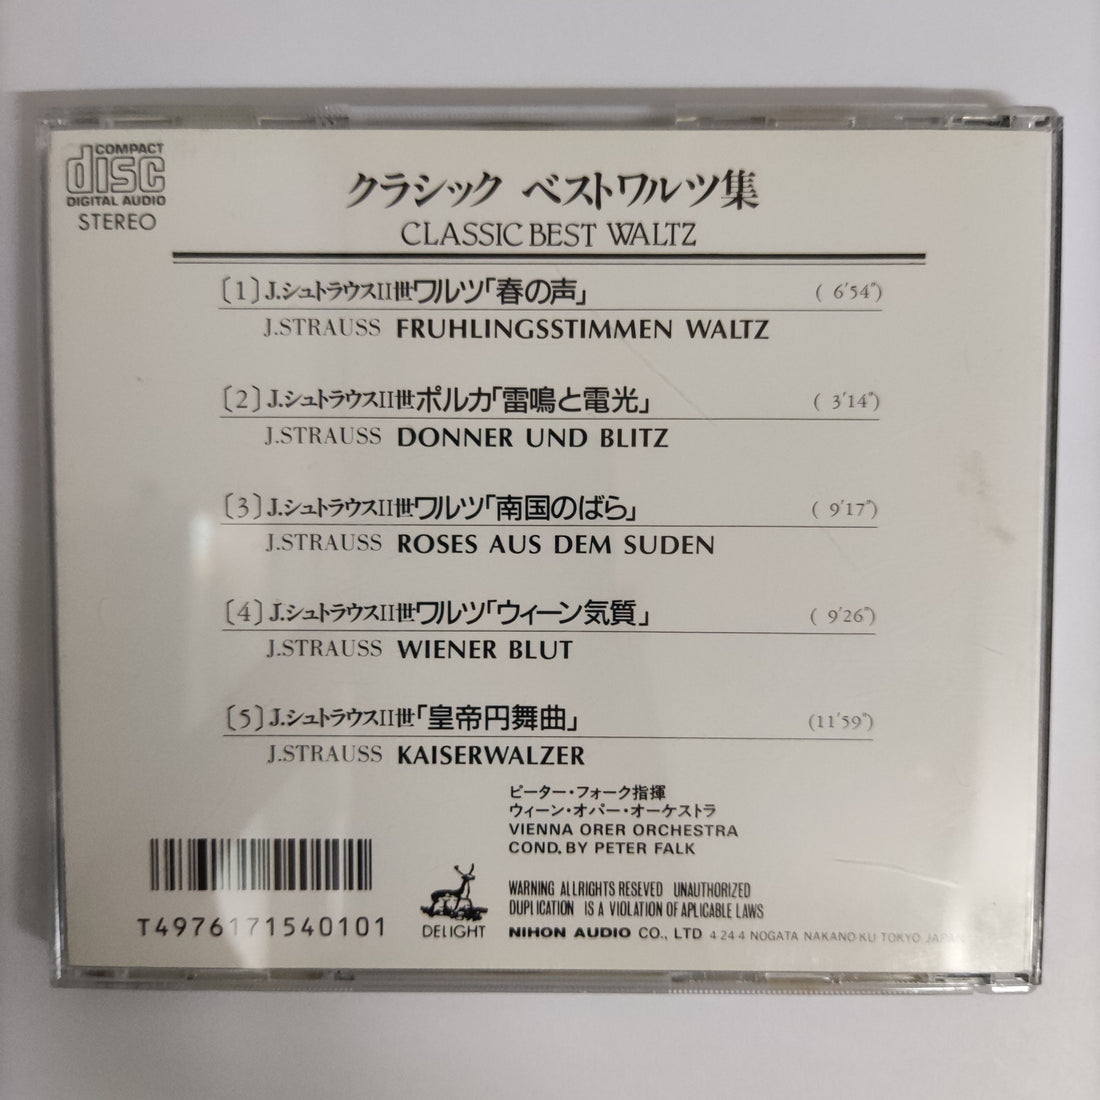 COMPACT
disc
DIGITAL AUDIO
STEREO
クラシック ベストワルツ集
CLASSIC BEST WALTZ
〔1〕J.シュトラウスII世ワルツ「春の声」 ( 6'54")
J.STRAUSS FRUHLINGSSTIMMEN WALTZ
〔2〕J.シュトラウスII世ポルカ「雷鳴と電光」 ( 3'14")
J.STRAUSS DONNER UND BLITZ
〔3〕J.シュトラウスII世ワルツ「南国のばら」 ( 9'17")
J.STRAUSS ROSES AUS DEM SUDEN
〔4〕J.シュトラウスII世ワルツ「ウィーン気質」 ( 9'26")
J.STRAUSS WIENER BLUT
〔5〕J.シュトラウスII世「皇帝円舞曲」 (11'59")
J.STRAUSS KAISERWALZER
ピーター・フォーク指揮
ウィーン・オパー・オーケストラ
VIENNA ORER ORCHESTRA
COND. BY PETER FALK
WARNING ALLRIGHTS RESEVED UNAUTHORIZED
DUPLICATION IS A VIOLATION OF APLICABLE LAWS
NIHON AUDIO CO., LTD 4 24 4 NOGATA NAKANO-KU TOKYO JAPAN
DELIGHT
T4976171540101